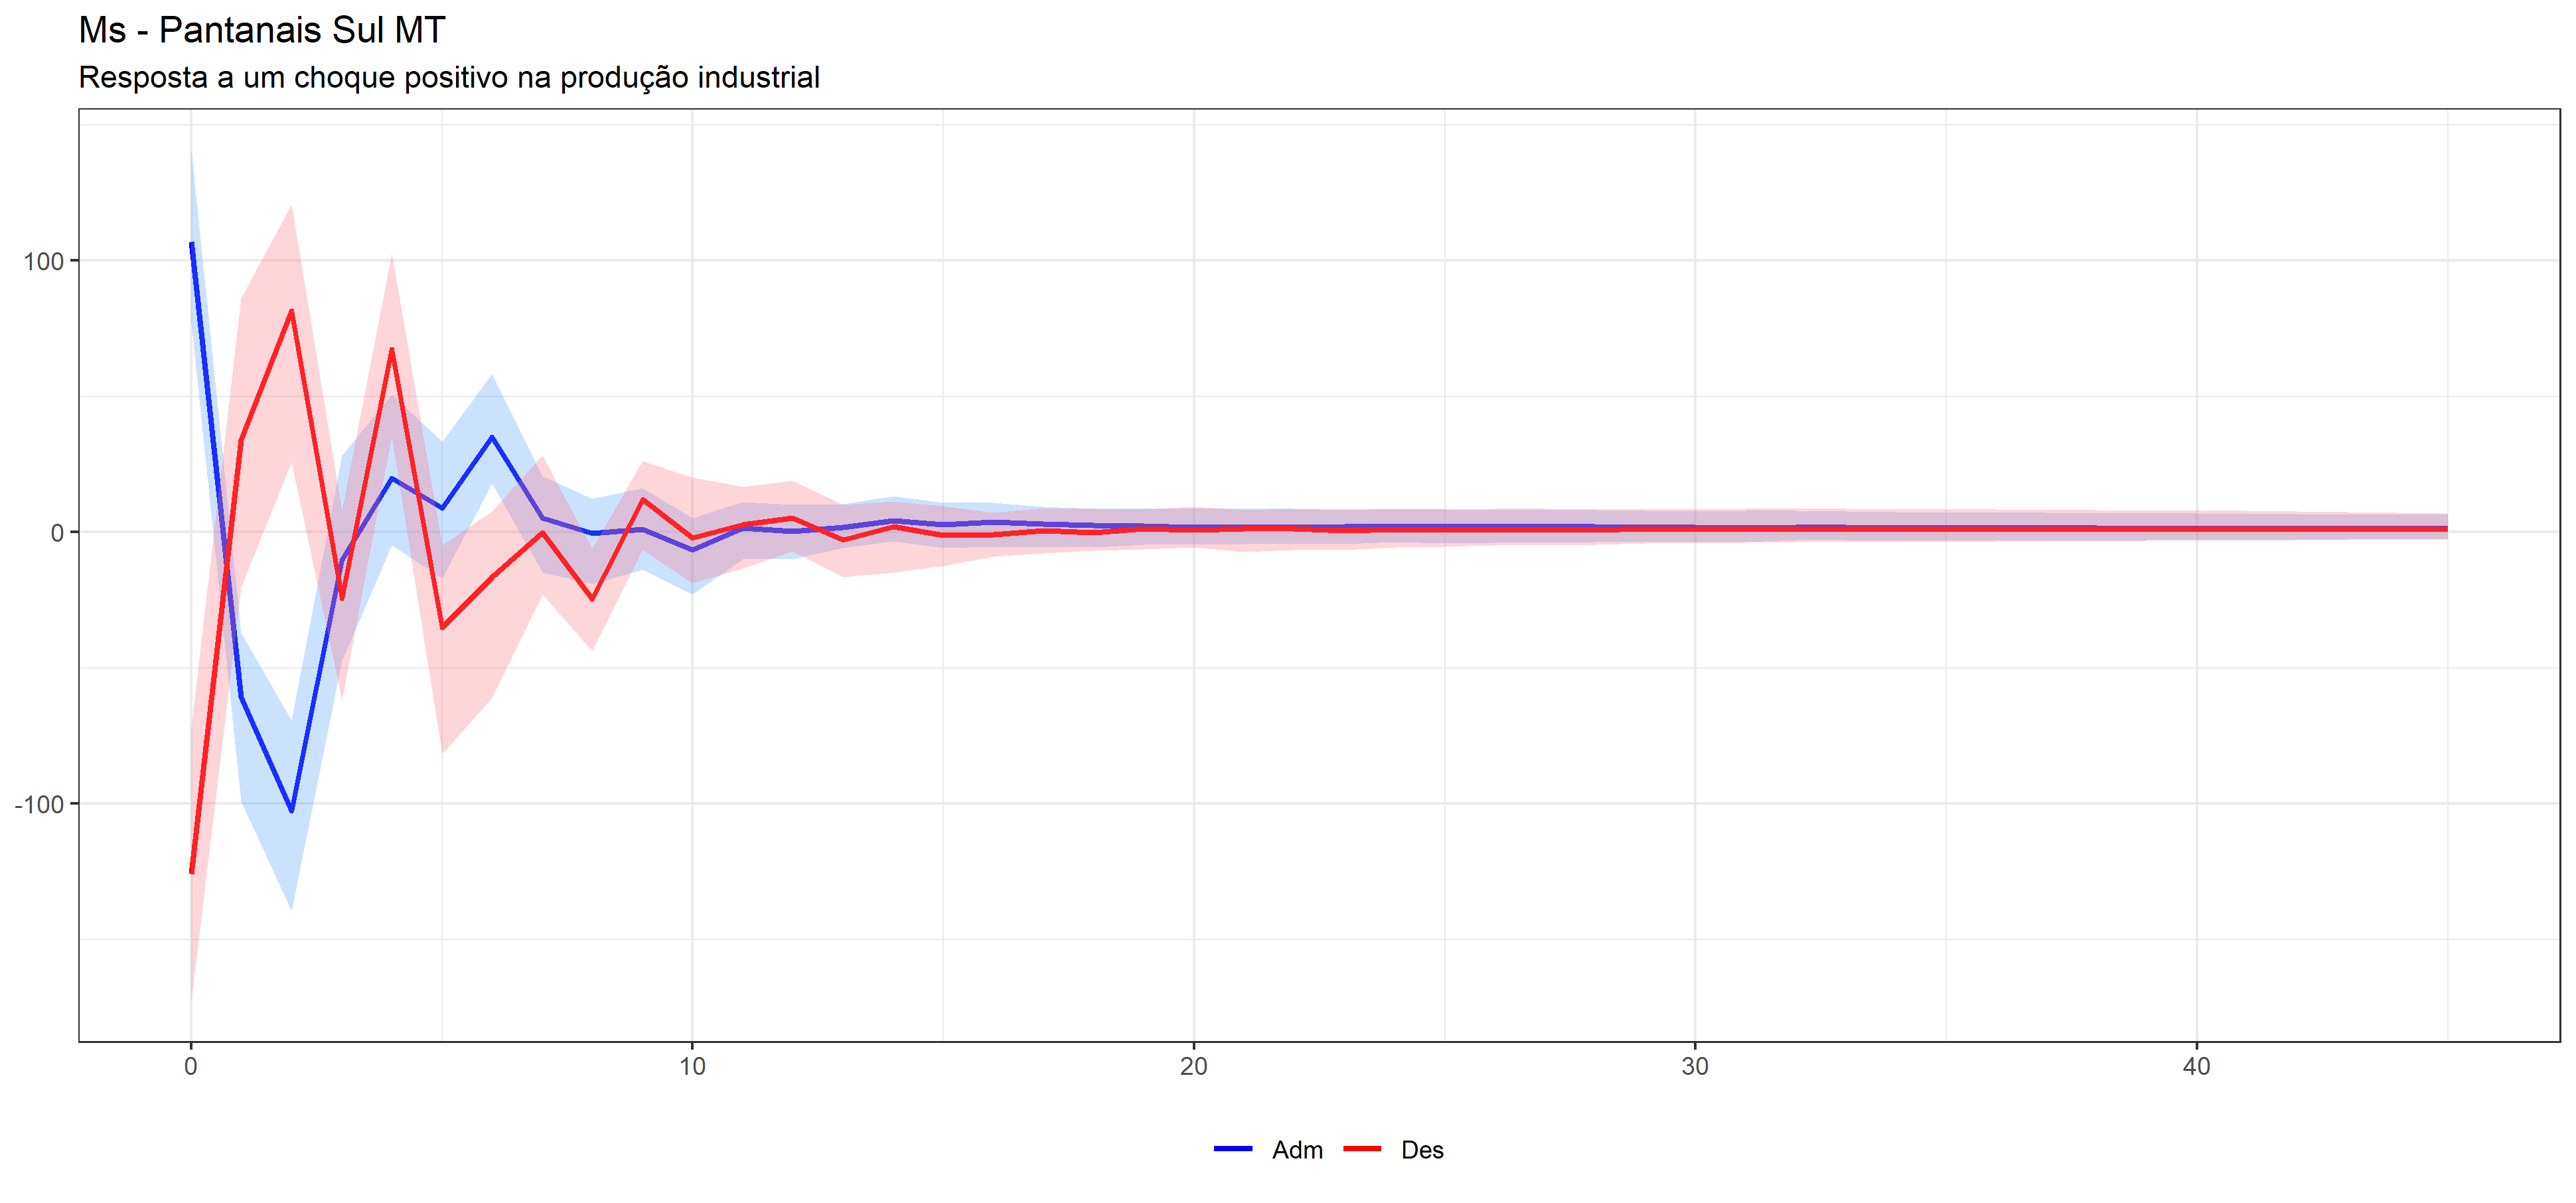 Ms - Pantanais Sul MT
Resposta a um choque positivo na produção industrial
100
0
-100
0 10 20 30 40
Adm Des